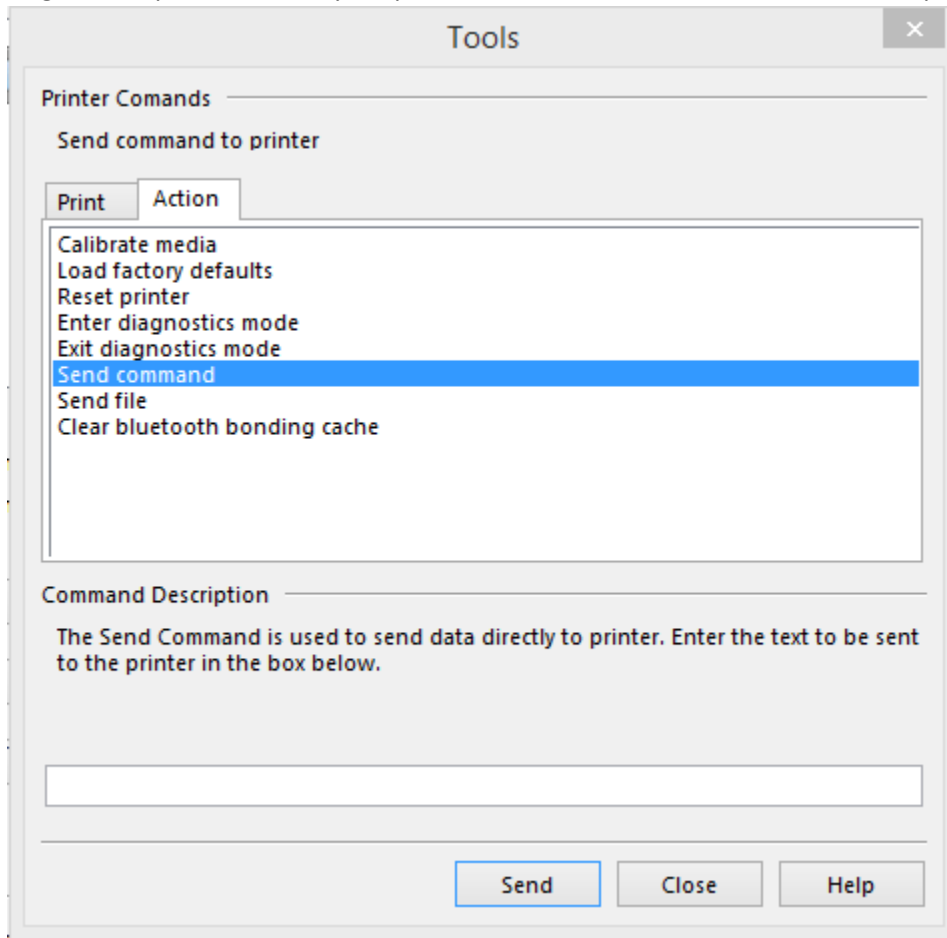 Tools
Printer Comands
Send command to printer
Print Action
Calibrate media
Load factory defaults
Reset printer
Enter diagnostics mode
Exit diagnostics mode
Send command
Send file
Clear bluetooth bonding cache
Command Description
The Send Command is used to send data directly to printer. Enter the text to be sent
to the printer in the box below.
Send Close Help